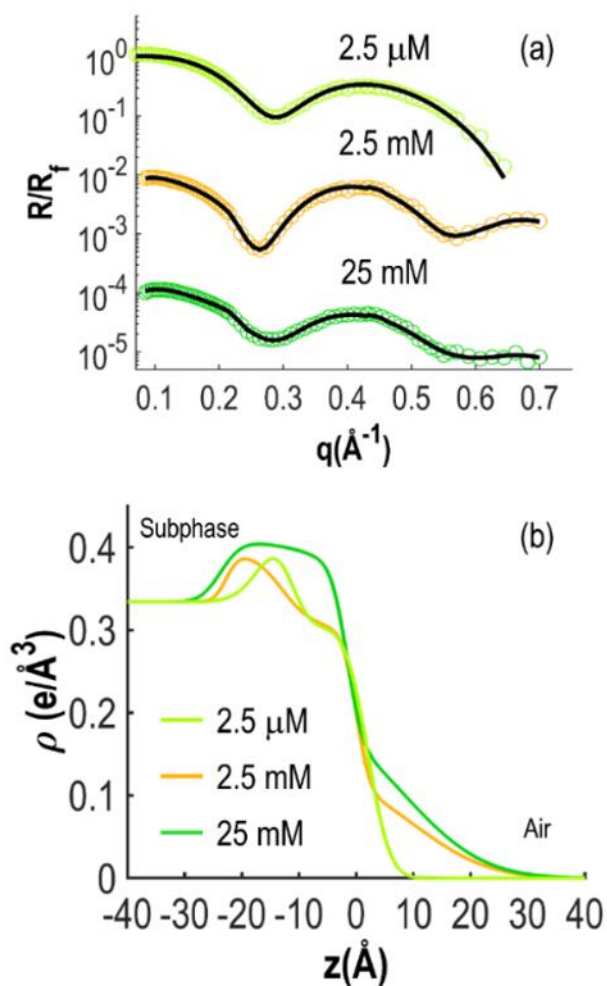 (a)
2.5 μM
2.5 mM
25 mM
R/R_f
10^0
10^-1
10^-2
10^-3
10^-4
10^-5
0.1 0.2 0.3 0.4 0.5 0.6 0.7
q(Å^-1)
(b)
Subphase
Air
ρ (e/Å^3)
0.4
0.3
0.2
0.1
0
2.5 μM
2.5 mM
25 mM
-40 -30 -20 -10 0 10 20 30 40
z(Å)